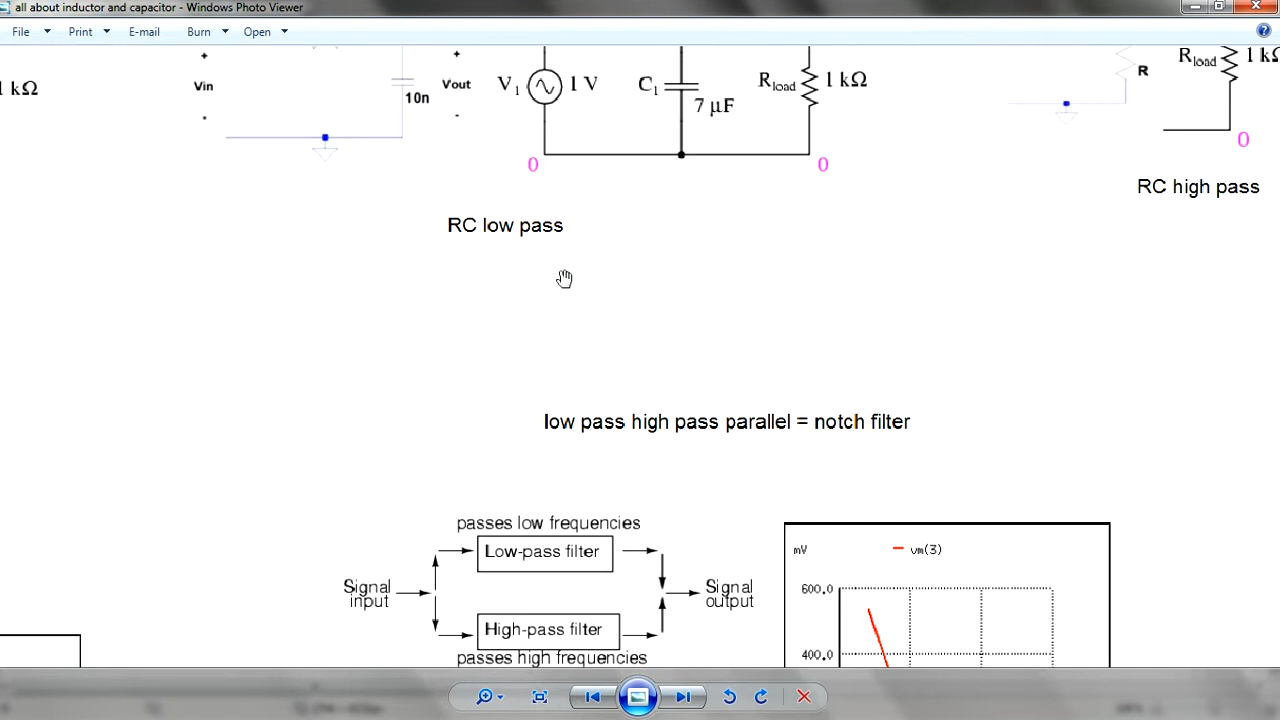 all about inductor and capacitor - Windows Photo Viewer
File Print E-mail Burn Open
1 kΩ
+
Vin
10n
+
Vout
-
V1 1 V
C1
7 µF
Rload 1 kΩ
R
Rload 1 kΩ
0
0
0
RC low pass
RC high pass
low pass high pass parallel = notch filter
passes low frequencies
Low-pass filter
Signal input
Signal output
High-pass filter
passes high frequencies
mV
vm(3)
600.0
400.0